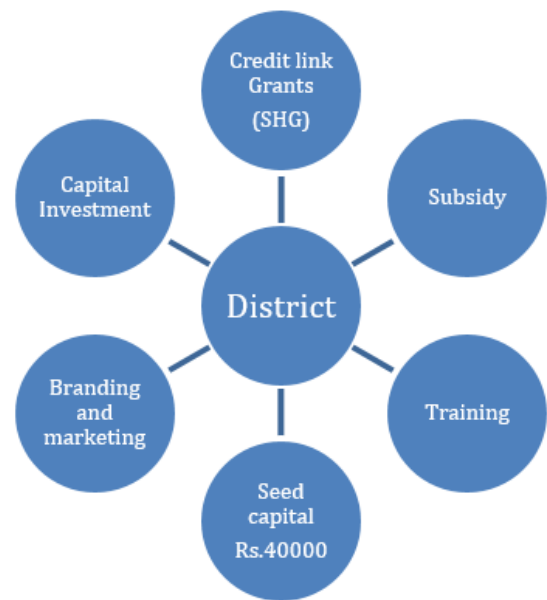 Credit link
Grants
(SHG)
Capital
Investment
Subsidy
District
Branding
and
marketing
Training
Seed
capital
Rs.40000